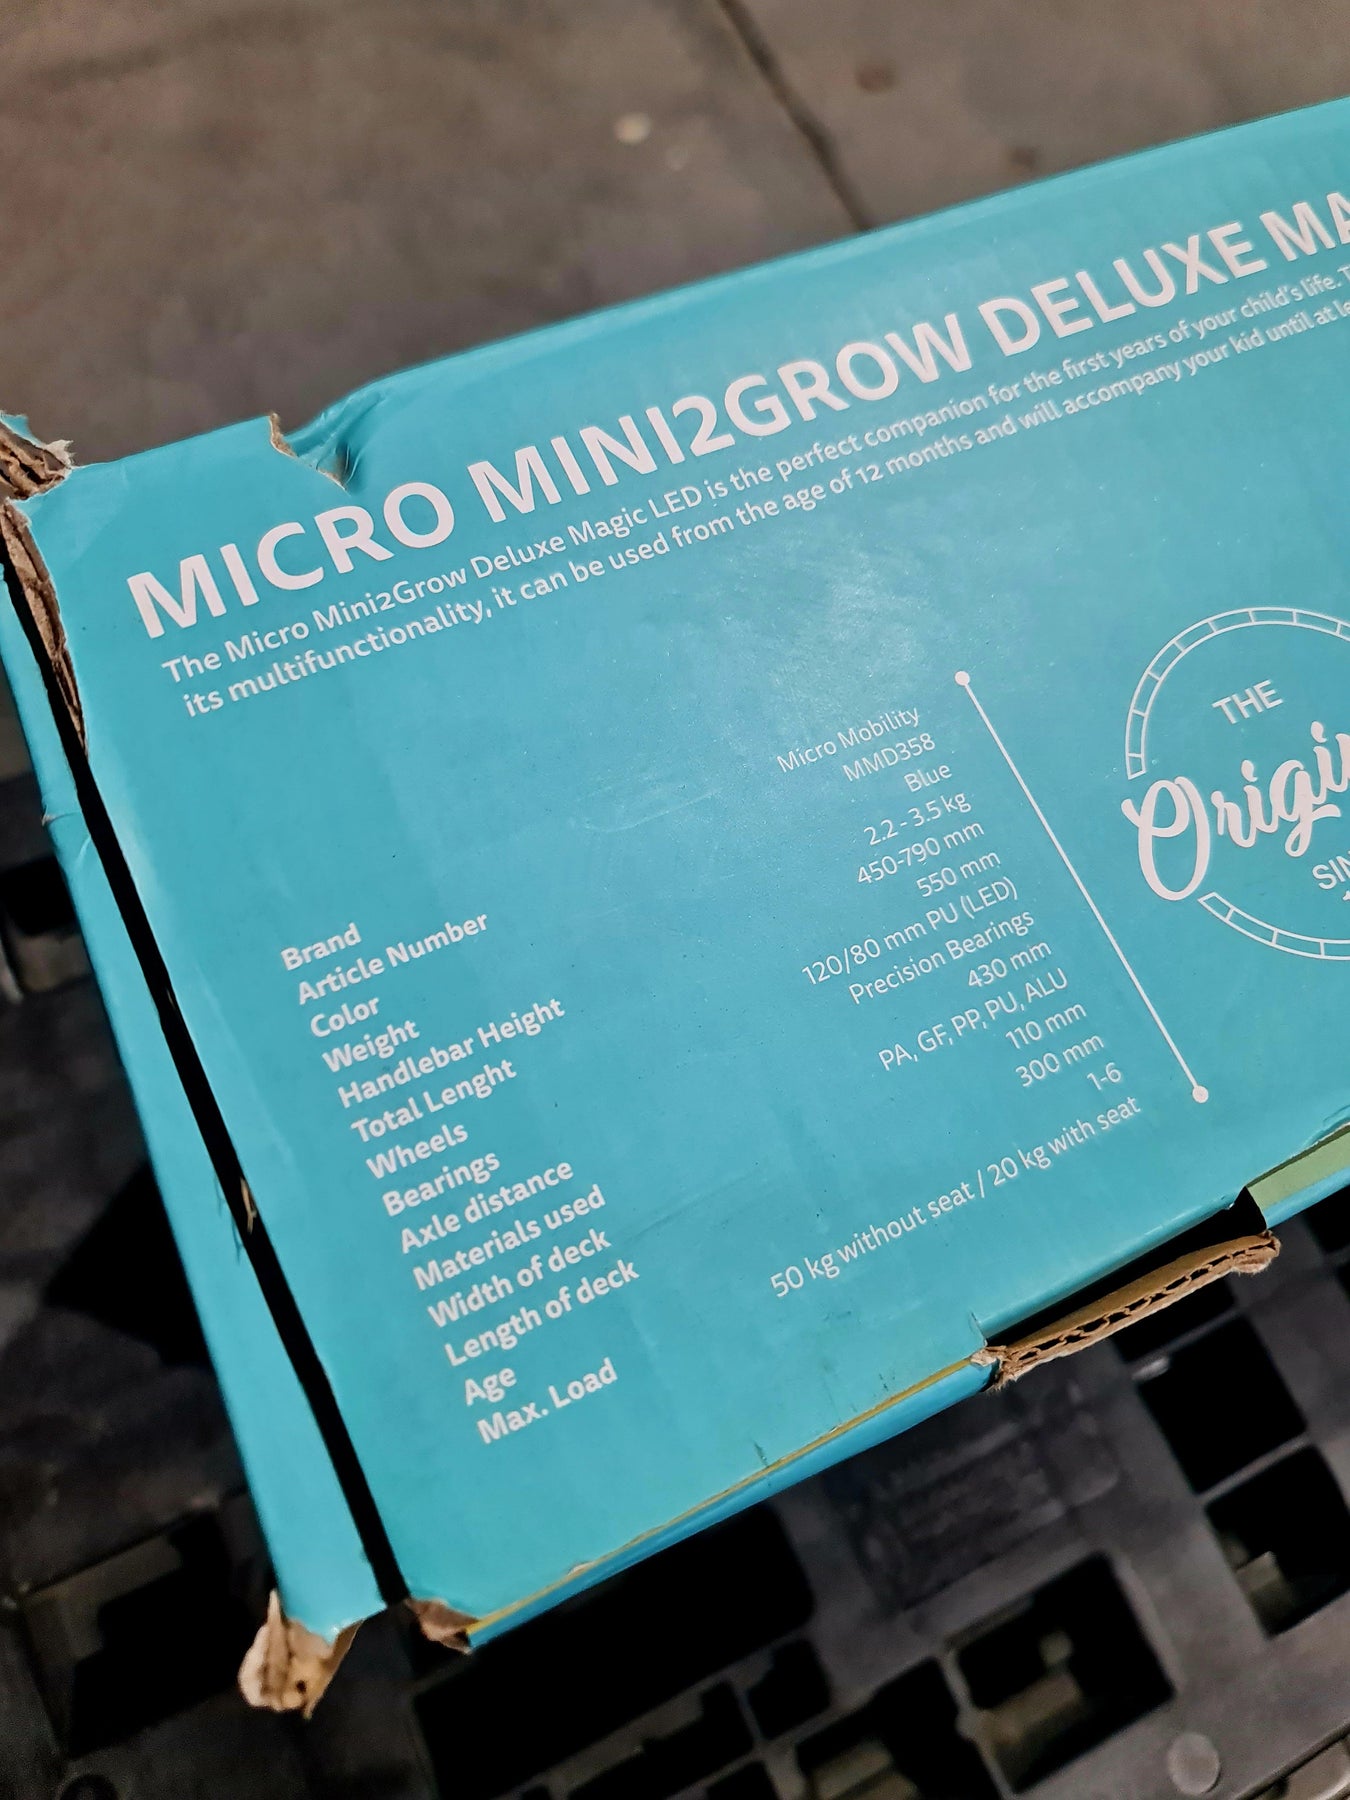 MICRO MINI2GROW DELUXE
The Micro Mini2Grow Deluxe Magic LED is the perfect companion for the first years of your child's life.
its multifunctionality, it can be used from the age of 12 months and will accompany your kid until at
Brand Micro Mobility
Article Number MMD358
Color Blue
Weight 2.2 - 3.5 kg
Handlebar Height 450-790 mm
Total Lenght 550 mm
Wheels 120/80 mm PU (LED)
Bearings Precision Bearings
Axle distance 430 mm
Materials used PA, GF, PP, PU, ALU
Width of deck 110 mm
Length of deck 300 mm
Age 1-6
Max. Load 50 kg without seat / 20 kg with seat
THE